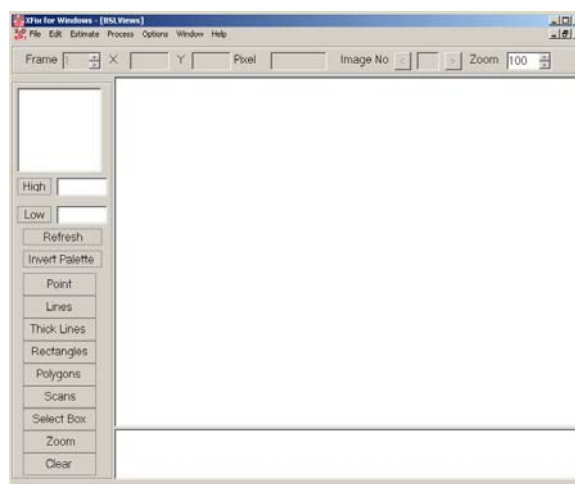 XFix for Windows - [BSLViews]
File Edit Estimate Process Options Window Help
Frame 1 X Y Pixel Image No < > Zoom 100
High
Low
Refresh
Invert Palette
Point
Lines
Thick Lines
Rectangles
Polygons
Scans
Select Box
Zoom
Clear